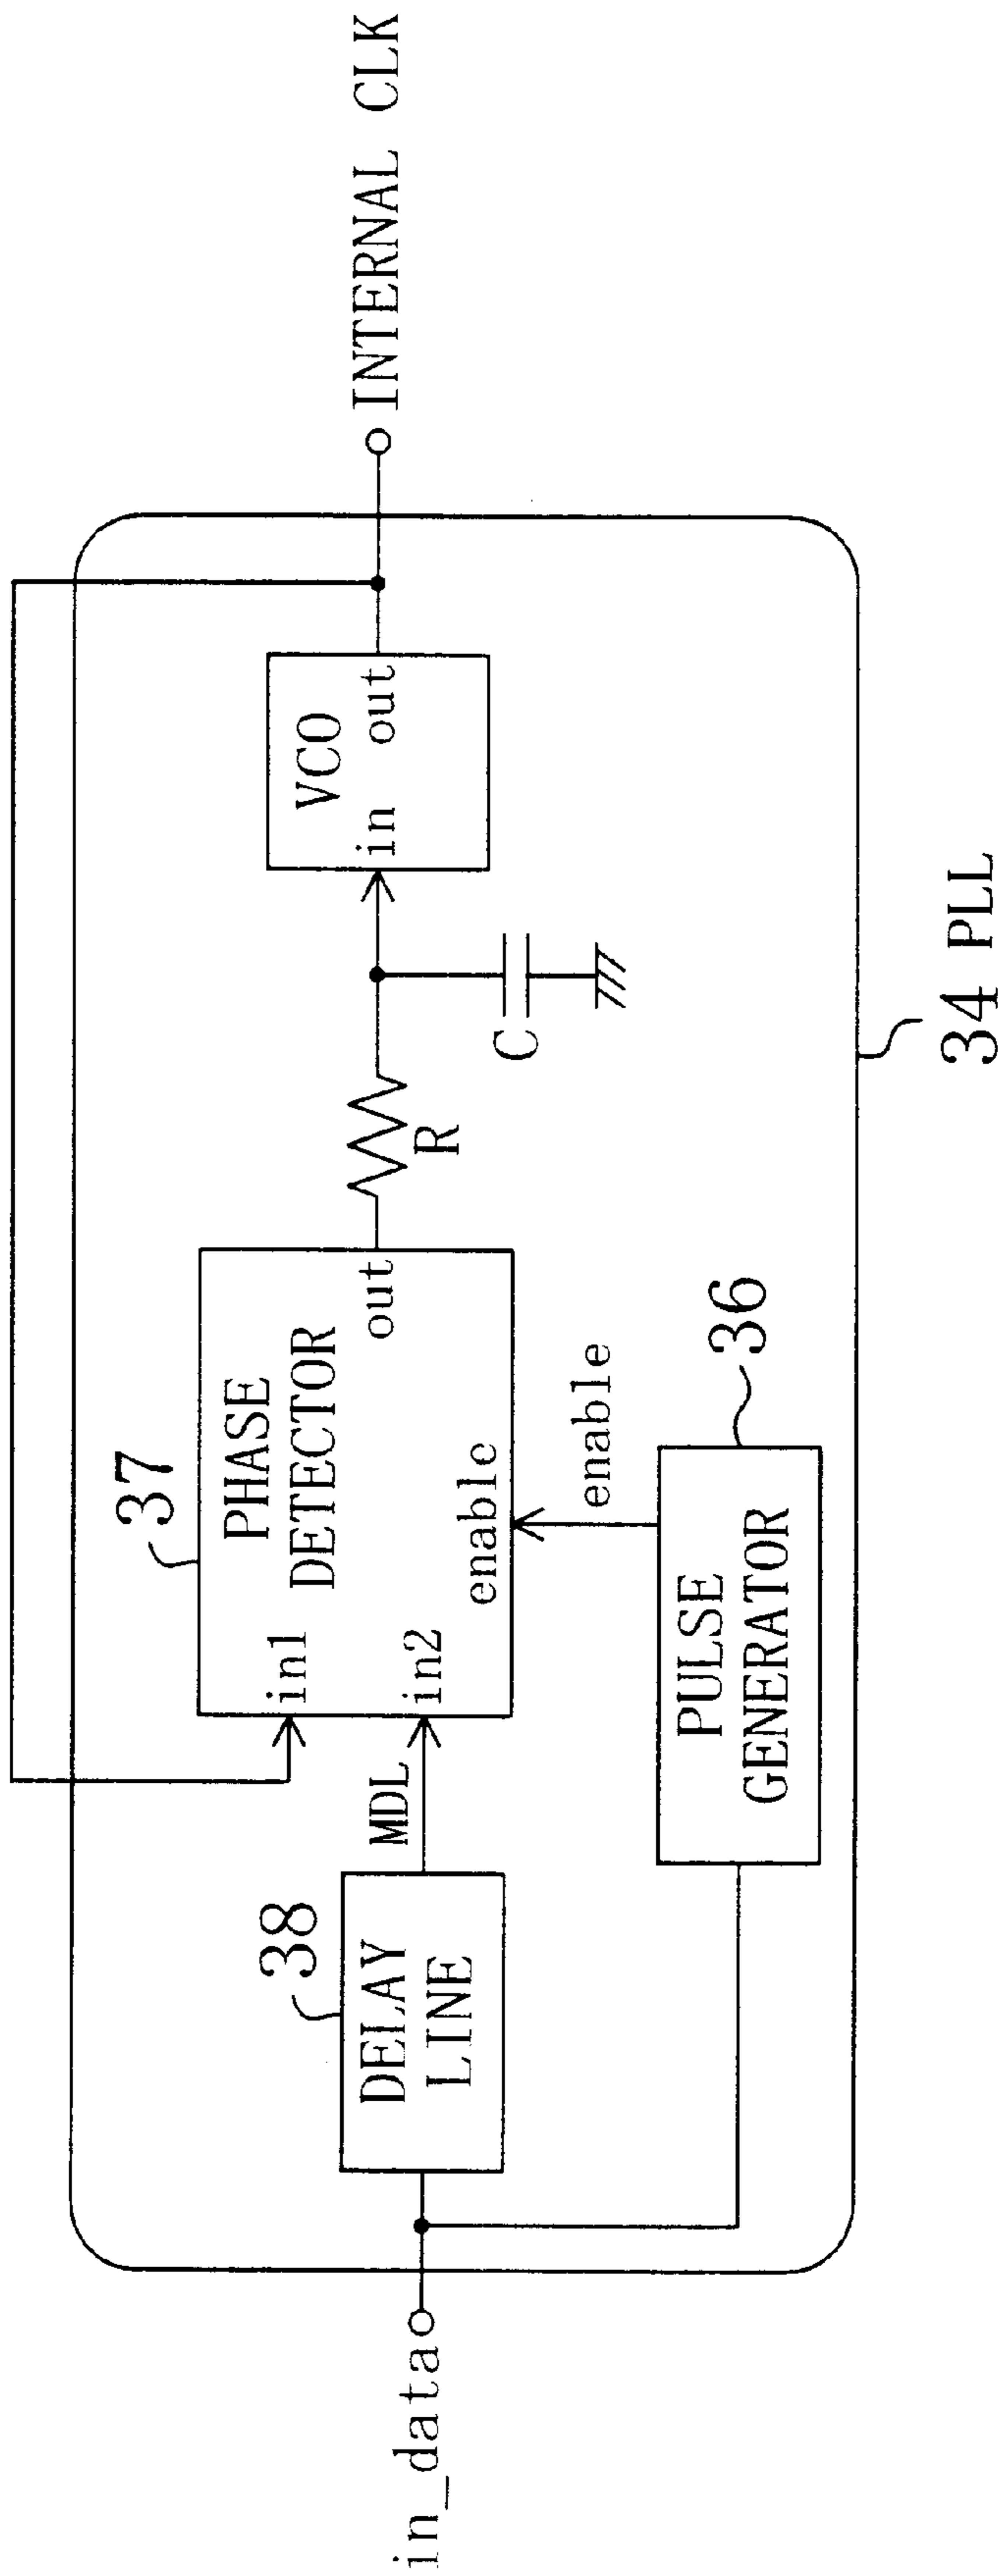 37
PHASE
DETECTOR
in1
in2
out
enable
VCO
in out
INTERNAL CLK
38
DELAY
LINE
MDL
R
C
in_data
enable
PULSE
GENERATOR
36
34 PLL